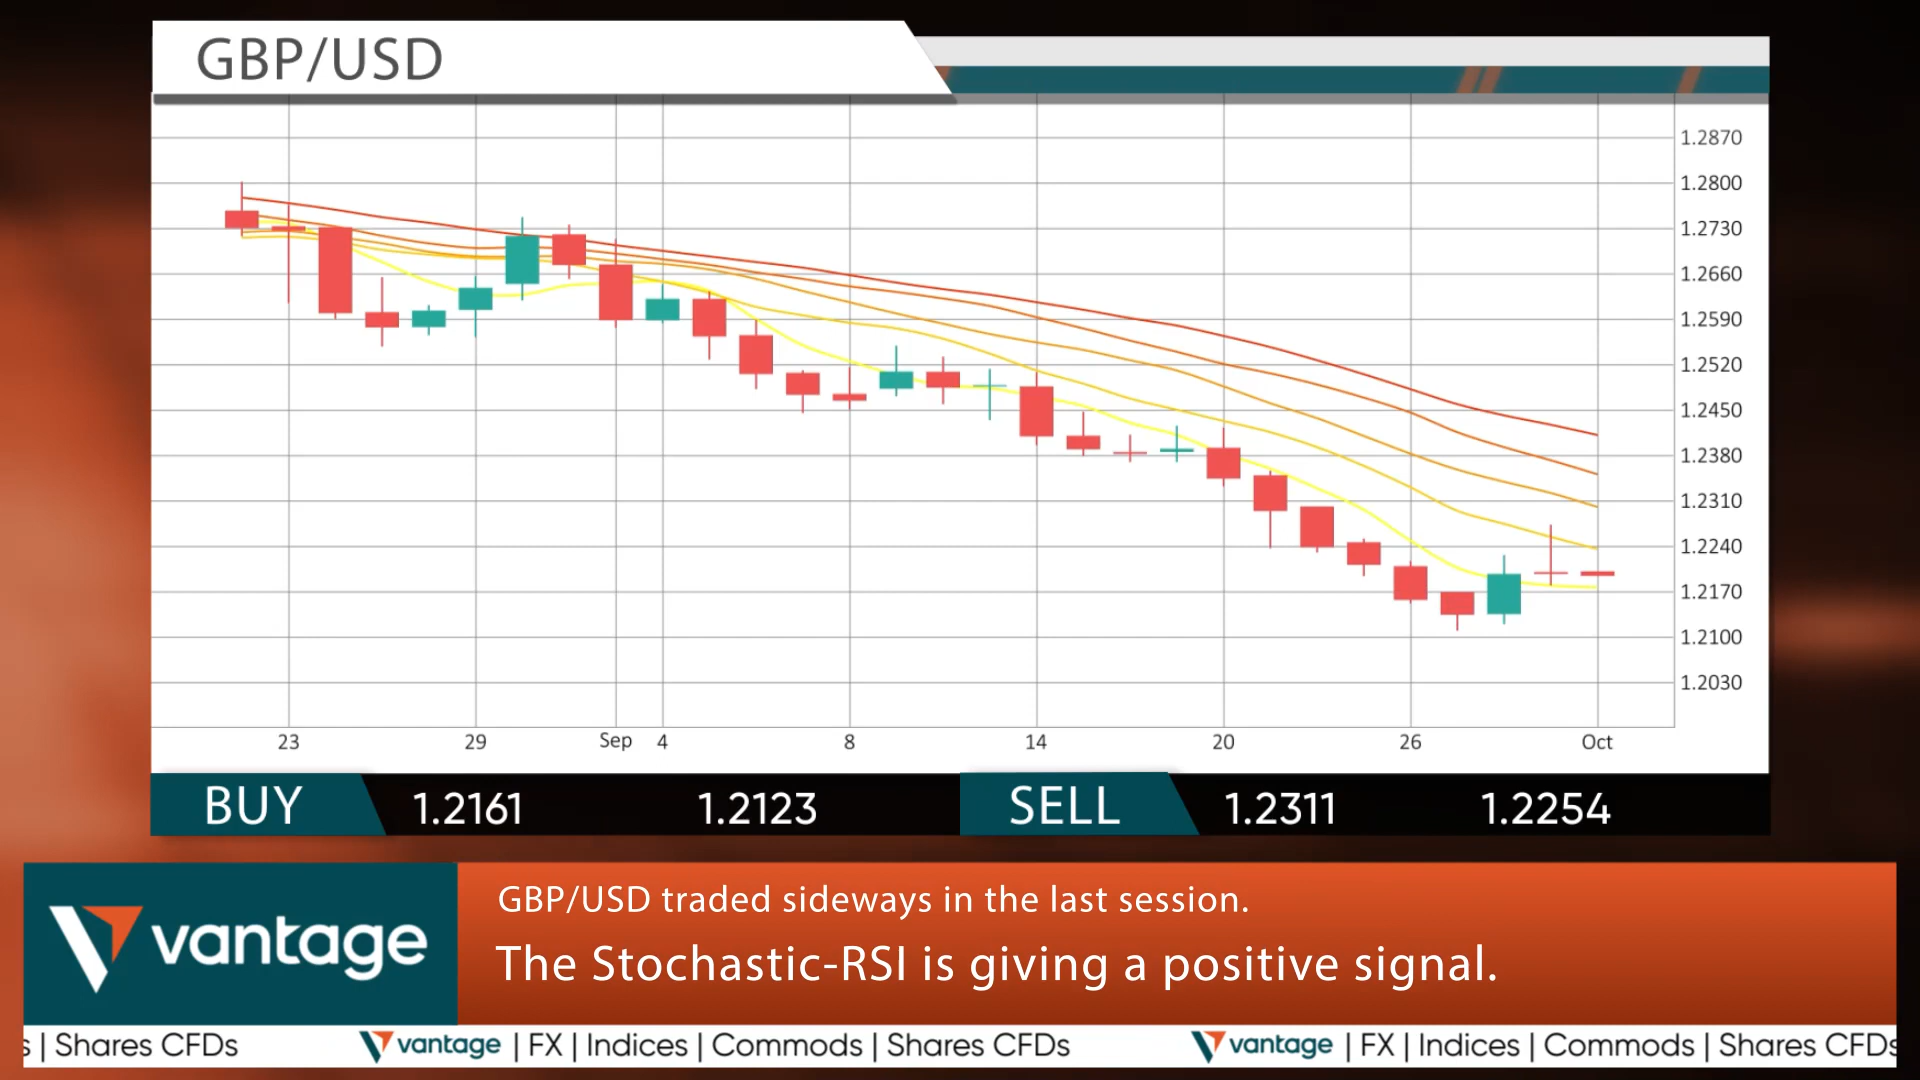 GBP/USD
1.2870
1.2800
1.2730
1.2660
1.2590
1.2520
1.2450
1.2380
1.2310
1.2240
1.2170
1.2100
1.2030
23 29 Sep 4 8 14 20 26 Oct
BUY 1.2161 1.2123 SELL 1.2311 1.2254
vantage
GBP/USD traded sideways in the last session.
The Stochastic-RSI is giving a positive signal.
s | Shares CFDs vantage | FX | Indices | Commods | Shares CFDs vantage | FX | Indices | Commods | Shares CFDs